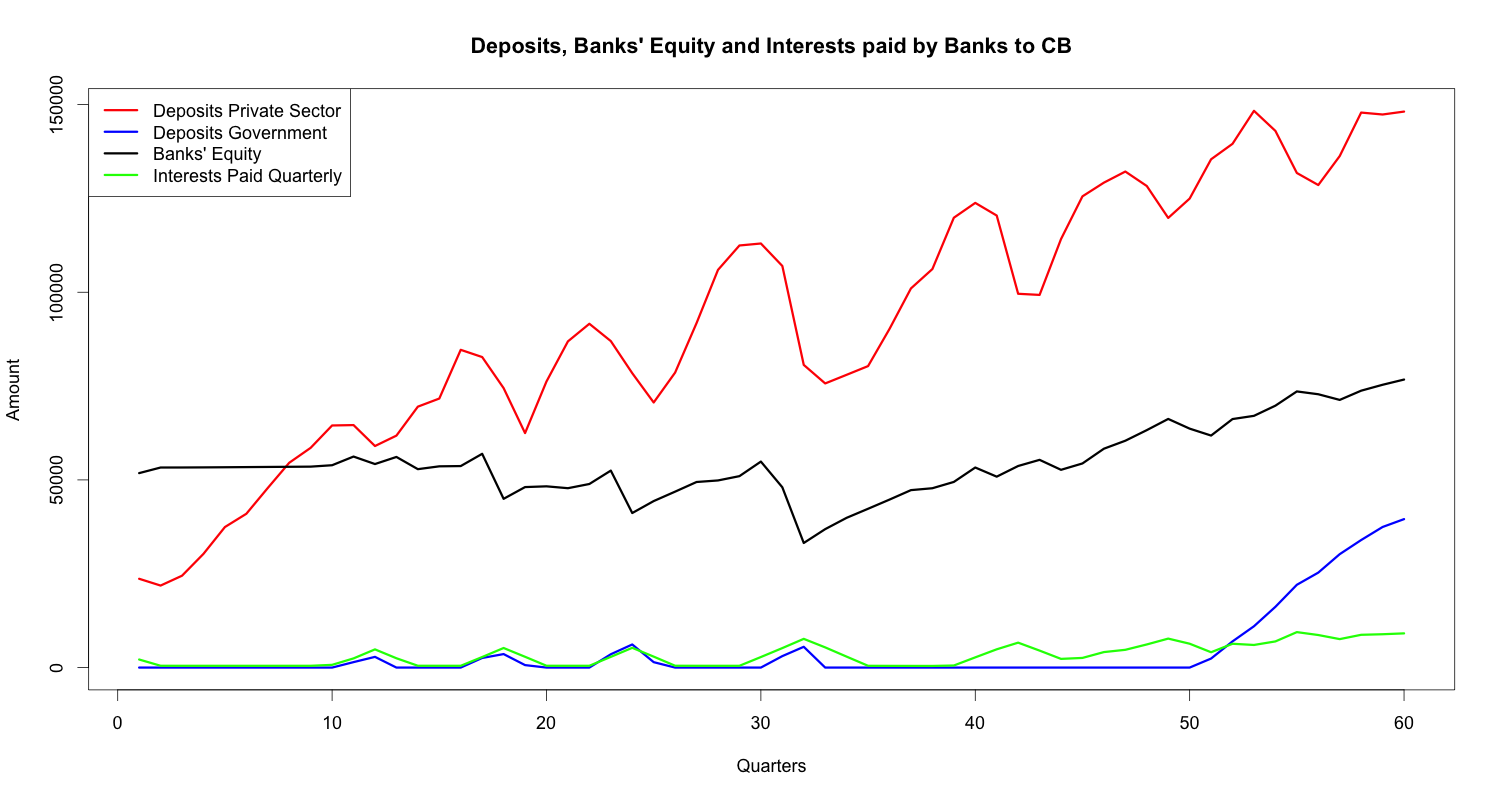 Deposits, Banks' Equity and Interests paid by Banks to CB
Deposits Private Sector
Deposits Government
Banks' Equity
Interests Paid Quarterly
Amount
150000
100000
50000
0
0 10 20 30 40 50 60
Quarters